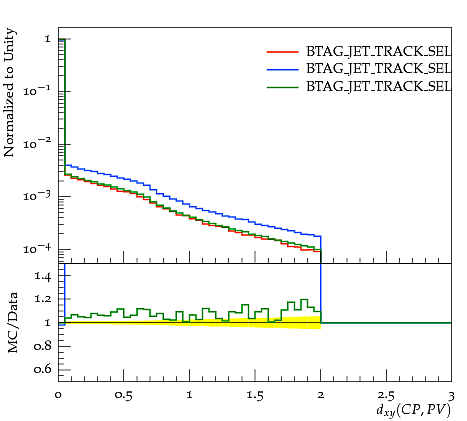 Normalized to Unity
1
10⁻¹
10⁻²
10⁻³
10⁻⁴
BTAG_JET_TRACK_SEL
BTAG_JET_TRACK_SEL
BTAG_JET_TRACK_SEL
MC/Data
1.4
1.2
1
0.8
0.6
0 0.5 1 1.5 2 2.5 3
d_{xy}(CP, PV)